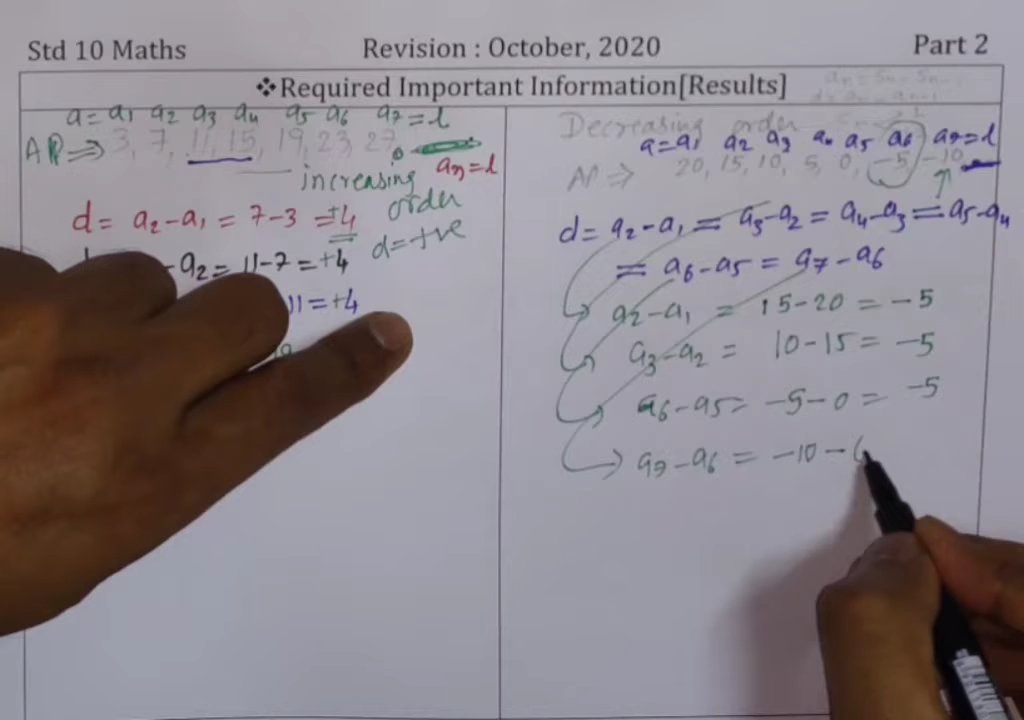 Std 10 Maths Revision : October, 2020 Part 2
❖Required Important Information[Results]
a = a1 a2 a3 a4 a5 a6 a7 = l
AP ⇒ 3, 7, 11, 15, 19, 23, 27
increasing an = l
order
d = a2 - a1 = 7 - 3 = +4
d = +ve
- a2 = 11 - 7 = +4
11 = +4
Decreasing order
a = a1 a2 a3 a4 a5 a6 a7 = l
AP ⇒ 20, 15, 10, 5, 0, -5, -10
d = a2 - a1 = a3 - a2 = a4 - a3 = a5 - a4
= a6 - a5 = a7 - a6
a2 - a1 = 15 - 20 = -5
a3 - a2 = 10 - 15 = -5
a6 - a5 = -5 - 0 = -5
a7 - a6 = -10 - (